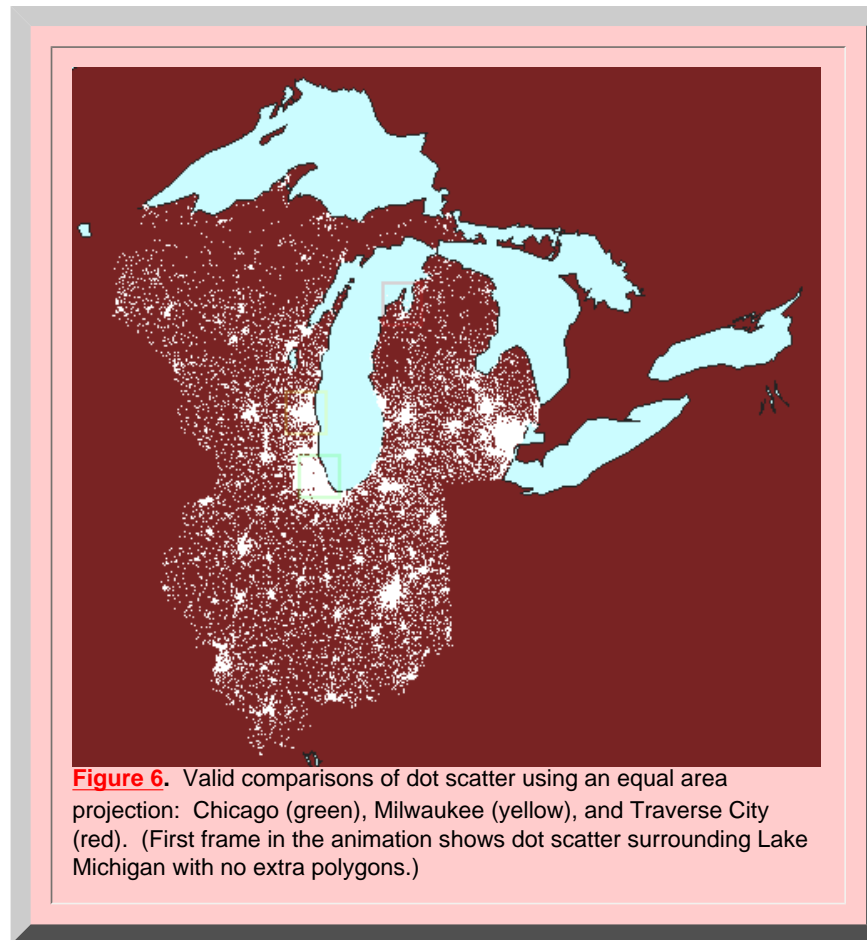 Figure 6.  Valid comparisons of dot scatter using an equal area
projection:  Chicago (green), Milwaukee (yellow), and Traverse City
(red).  (First frame in the animation shows dot scatter surrounding Lake
Michigan with no extra polygons.)